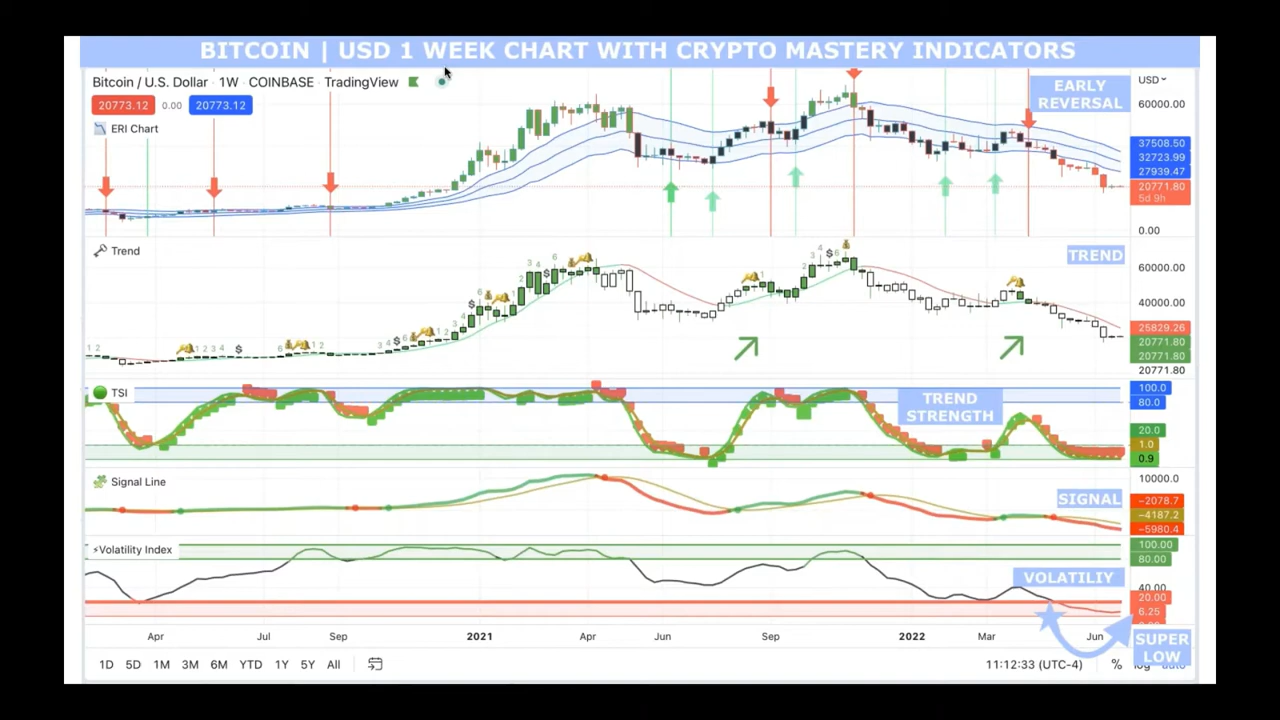 BITCOIN | USD 1 WEEK CHART WITH CRYPTO MASTERY INDICATORS
Bitcoin / U.S. Dollar · 1W · COINBASE · TradingView
USD
20773.12 0.00 20773.12
ERI Chart
EARLY
REVERSAL
60000.00
37508.50
32723.99
27939.47
20771.80
5d 9h
0.00
Trend
TREND
60000.00
40000.00
25829.26
20771.80
20771.80
20771.80
TSI
TREND
STRENGTH
100.0
80.0
20.0
1.0
0.9
Signal Line
SIGNAL
10000.0
−2078.7
−4187.2
−5980.4
⚡Volatility Index
VOLATILIY
100.00
80.00
40.00
20.00
6.25
Apr Jul Sep 2021 Apr Jun Sep 2022 Mar Jun
SUPER
LOW
1D 5D 1M 3M 6M YTD 1Y 5Y All
11:12:33 (UTC-4) % log auto